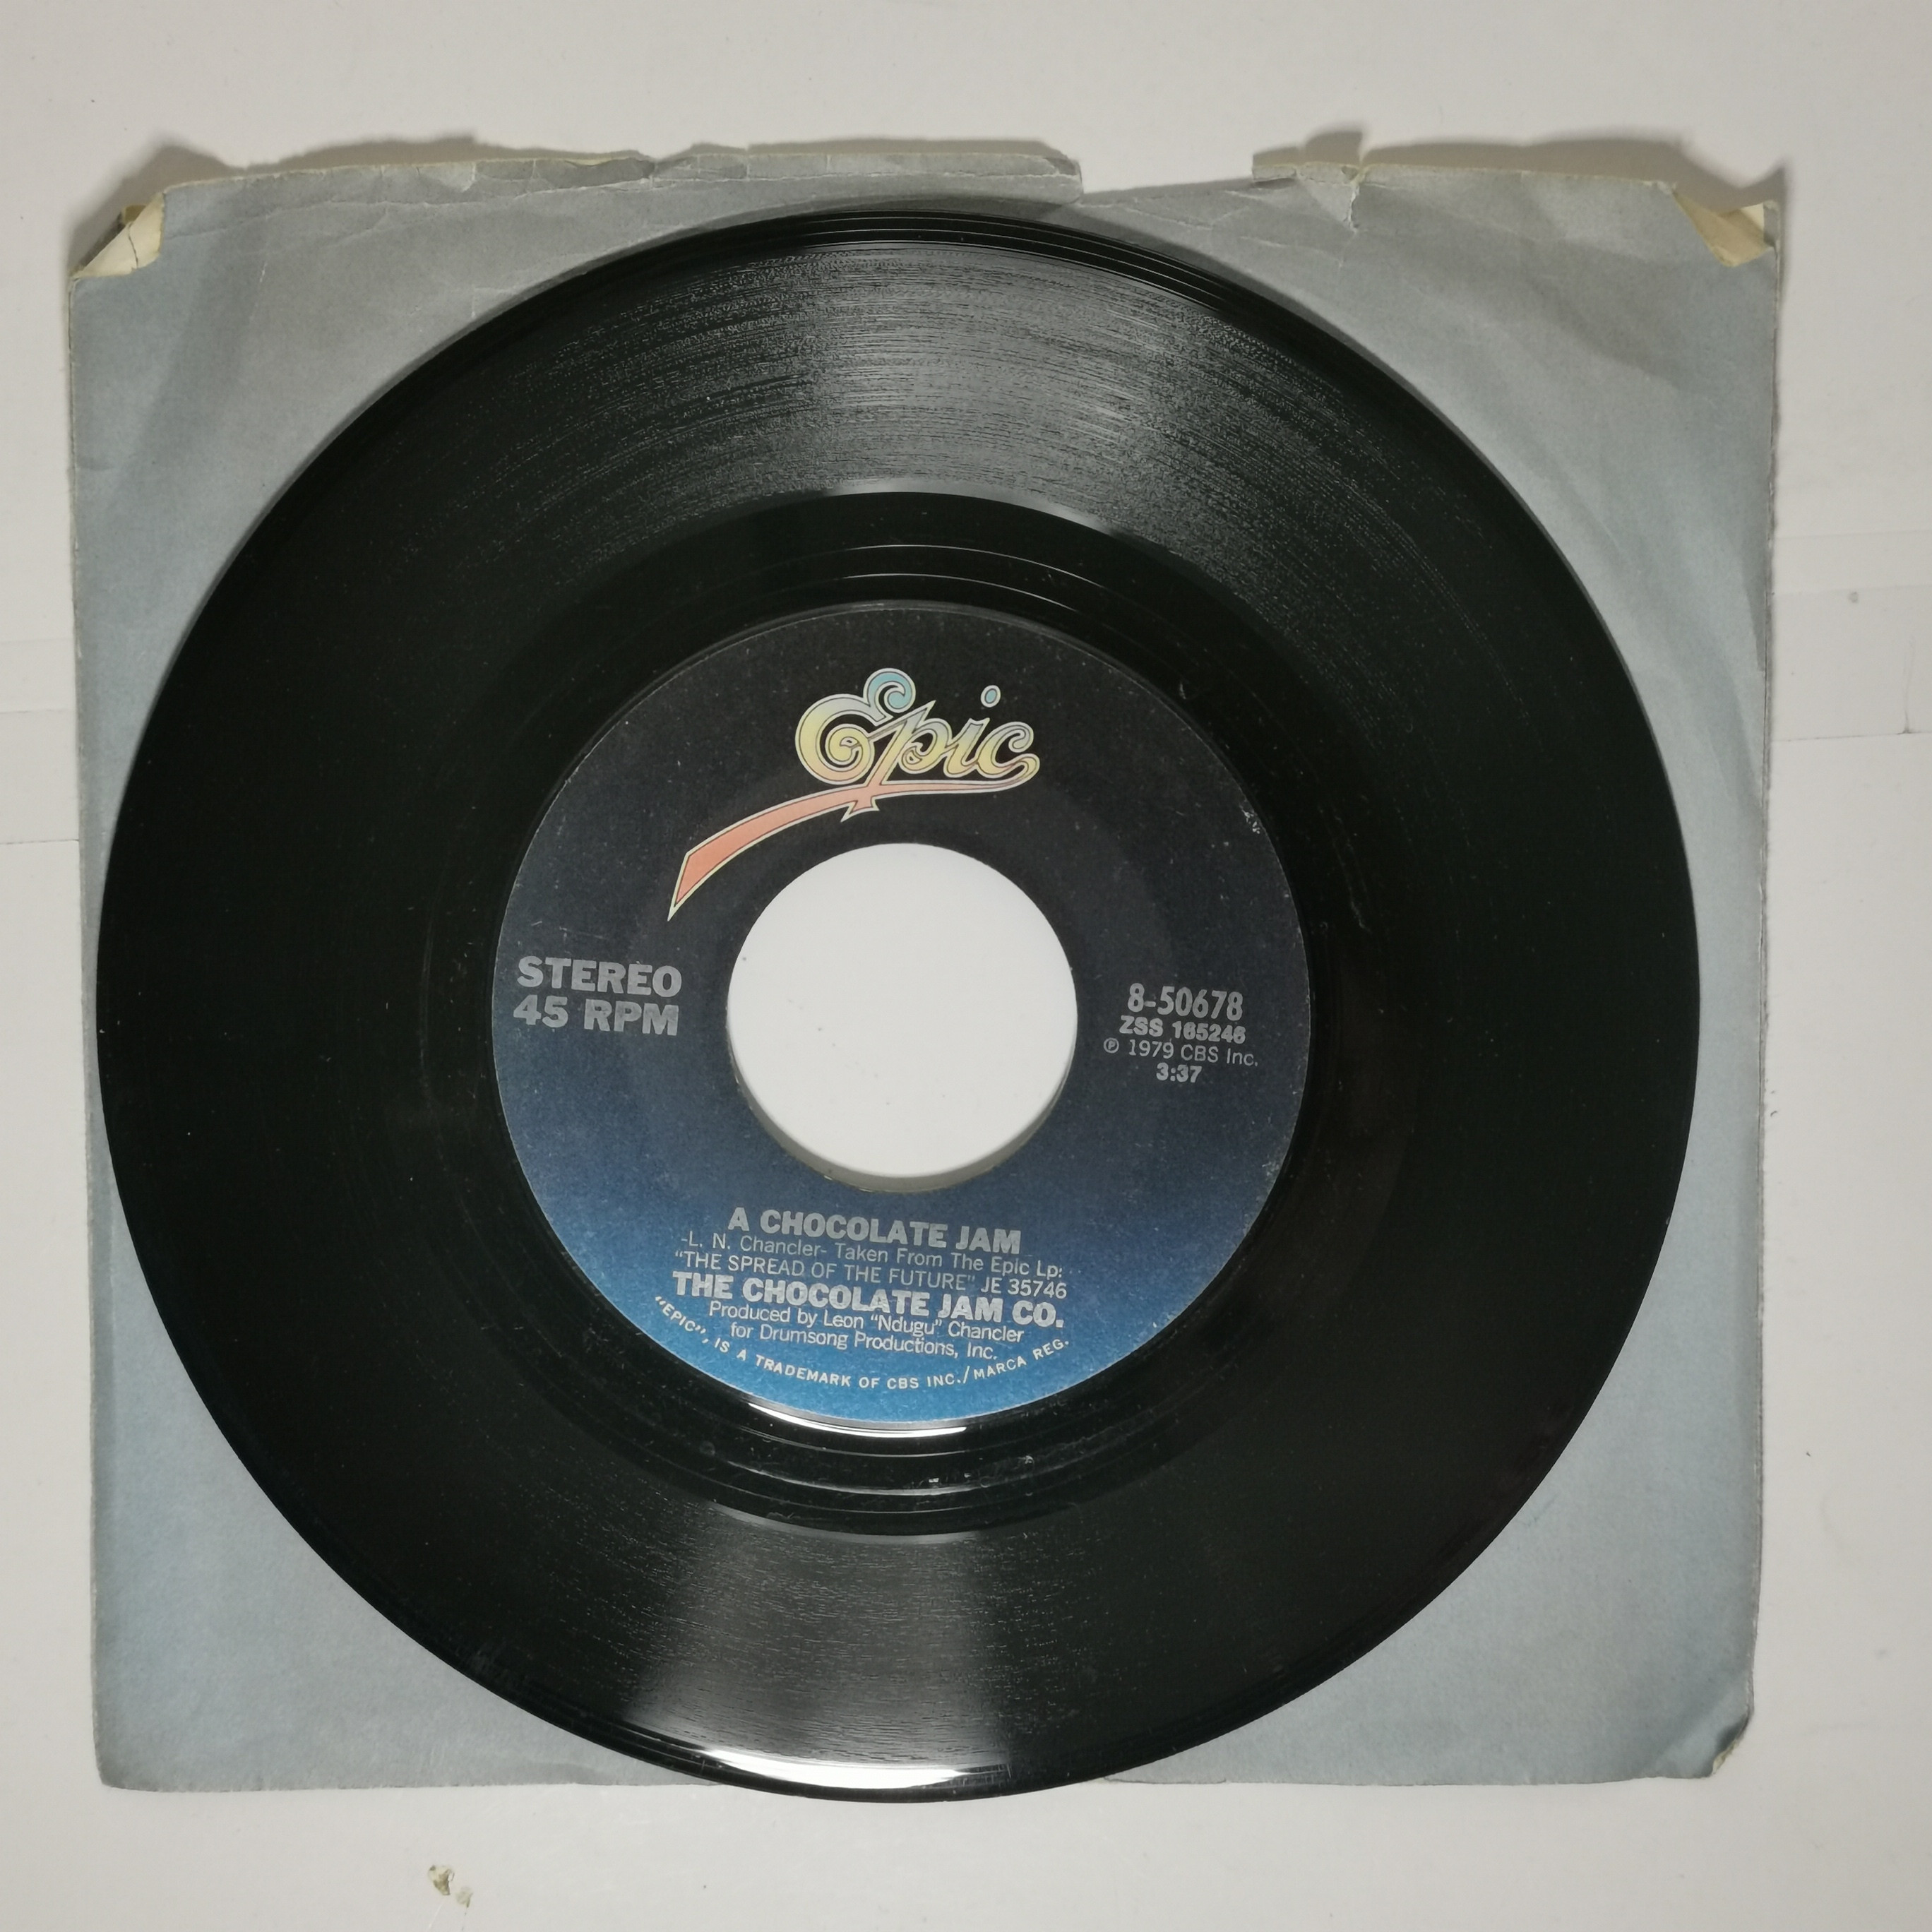 Epic
STEREO
45 RPM
8-50678
ZSS 165246
℗ 1979 CBS Inc.
3:37
A CHOCOLATE JAM
-L. N. Chancler- Taken From The Epic Lp:
"THE SPREAD OF THE FUTURE" JE 35746
THE CHOCOLATE JAM CO.
Produced by Leon "Ndugu" Chancler
for Drumsong Productions, Inc.
"EPIC", IS A TRADEMARK OF CBS INC./MARCA REG.